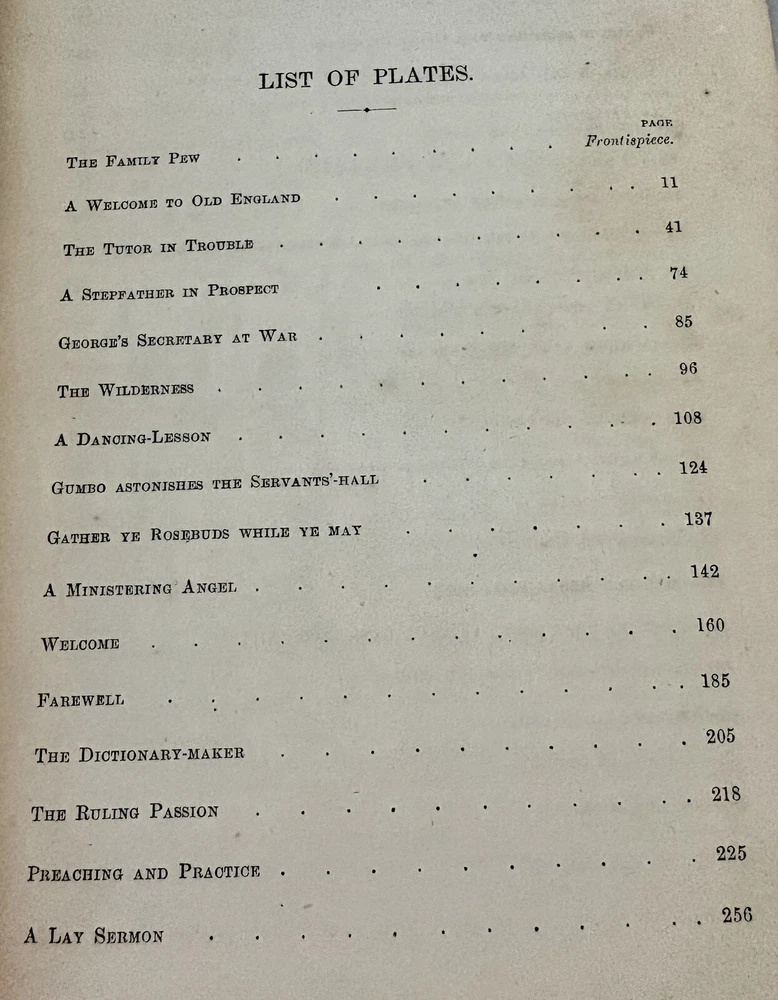 LIST OF PLATES.
PAGE
THE FAMILY PEW . . . . . . . . . Frontispiece.
A WELCOME TO OLD ENGLAND . . . . . . . . 11
THE TUTOR IN TROUBLE . . . . . . . . . . 41
A STEPFATHER IN PROSPECT . . . . . . . . 74
GEORGE'S SECRETARY AT WAR . . . . . . . . 85
THE WILDERNESS . . . . . . . . . . . . 96
A DANCING-LESSON . . . . . . . . . . . 108
GUMBO ASTONISHES THE SERVANTS'-HALL . . . . . . . 124
GATHER YE ROSEBUDS WHILE YE MAY . . . . . . . 137
A MINISTERING ANGEL . . . . . . . . . . . 142
WELCOME . . . . . . . . . . . . . 160
FAREWELL . . . . . . . . . . . . . 185
THE DICTIONARY-MAKER . . . . . . . . . . 205
THE RULING PASSION . . . . . . . . . . . 218
PREACHING AND PRACTICE . . . . . . . . . . 225
A LAY SERMON . . . . . . . . . . . . 256